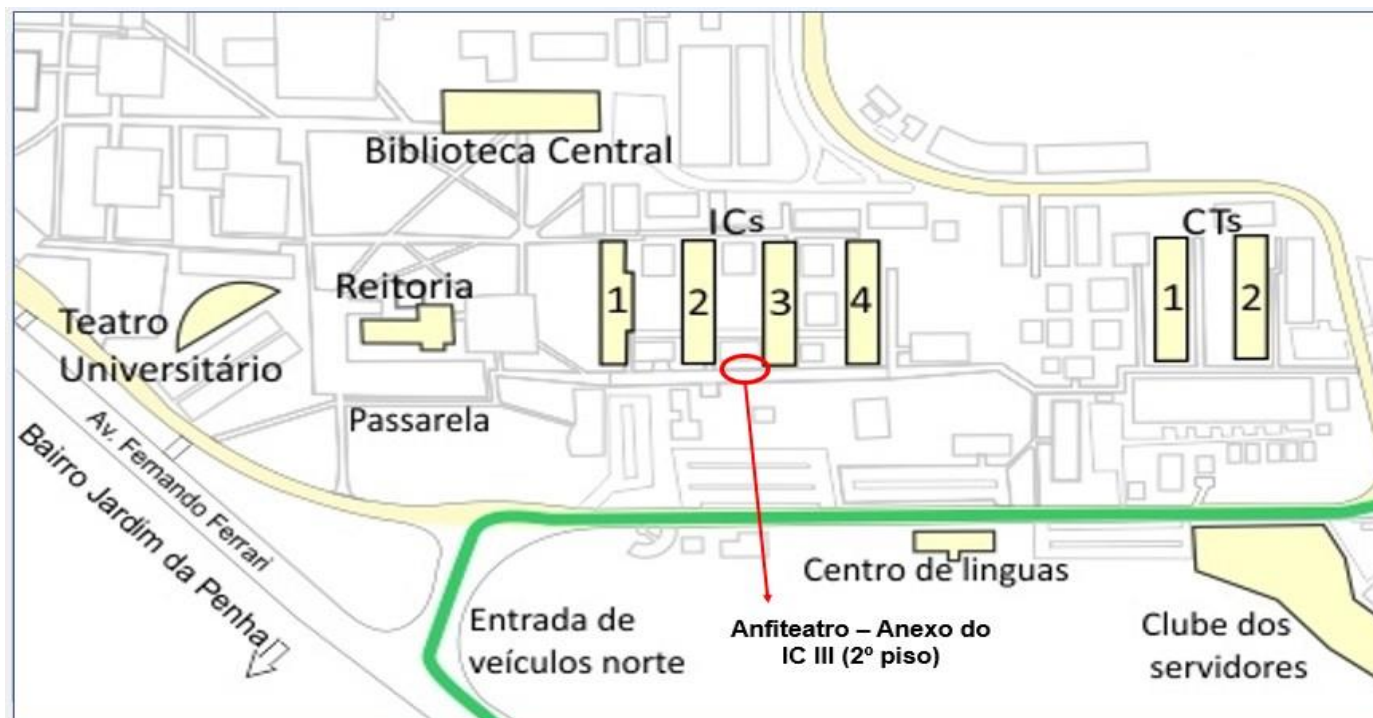 Biblioteca Central
ICs
CTs
Reitoria
1
2
3
4
1
2
Teatro
Universitário
Passarela
Av. Fernando Ferrari
Bairro Jardim da Penha
Centro de linguas
Entrada de
veículos norte
Anfiteatro – Anexo do
IC III (2º piso)
Clube dos
servidores